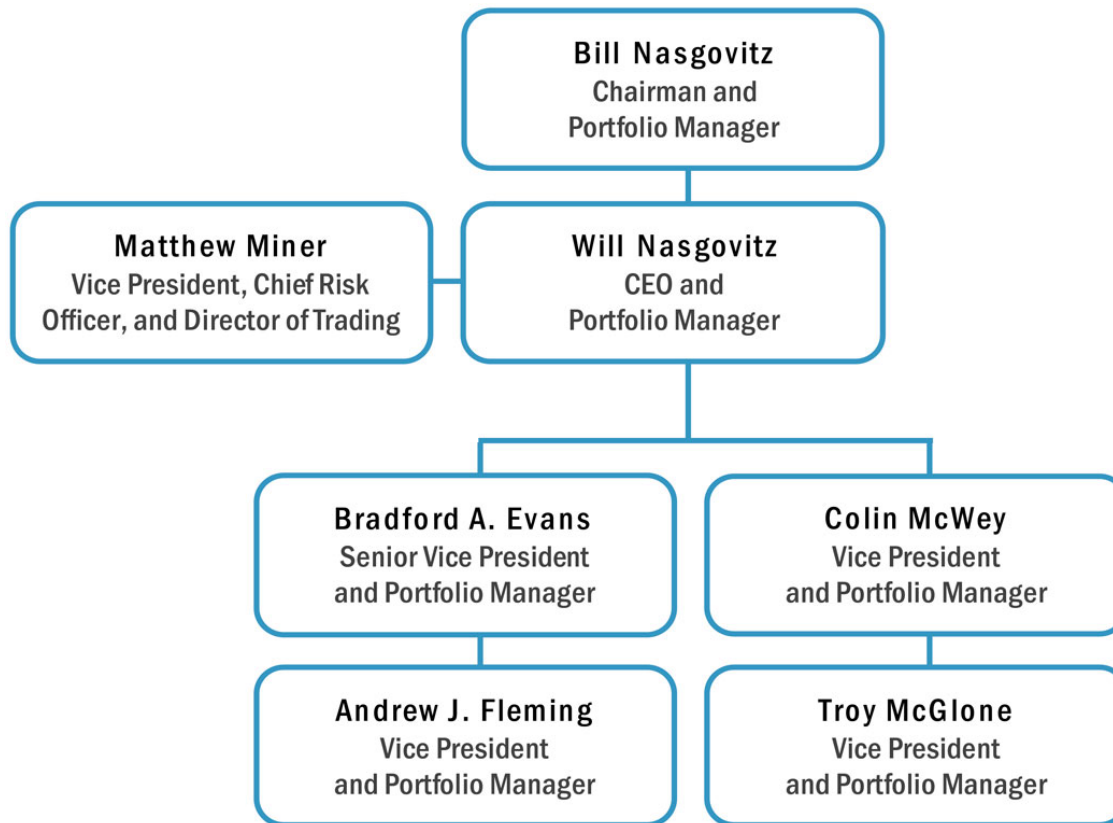 Bill Nasgovitz
Chairman and
Portfolio Manager
Matthew Miner
Vice President, Chief Risk
Officer, and Director of Trading
Will Nasgovitz
CEO and
Portfolio Manager
Bradford A. Evans
Senior Vice President
and Portfolio Manager
Colin McWey
Vice President
and Portfolio Manager
Andrew J. Fleming
Vice President
and Portfolio Manager
Troy McGlone
Vice President
and Portfolio Manager